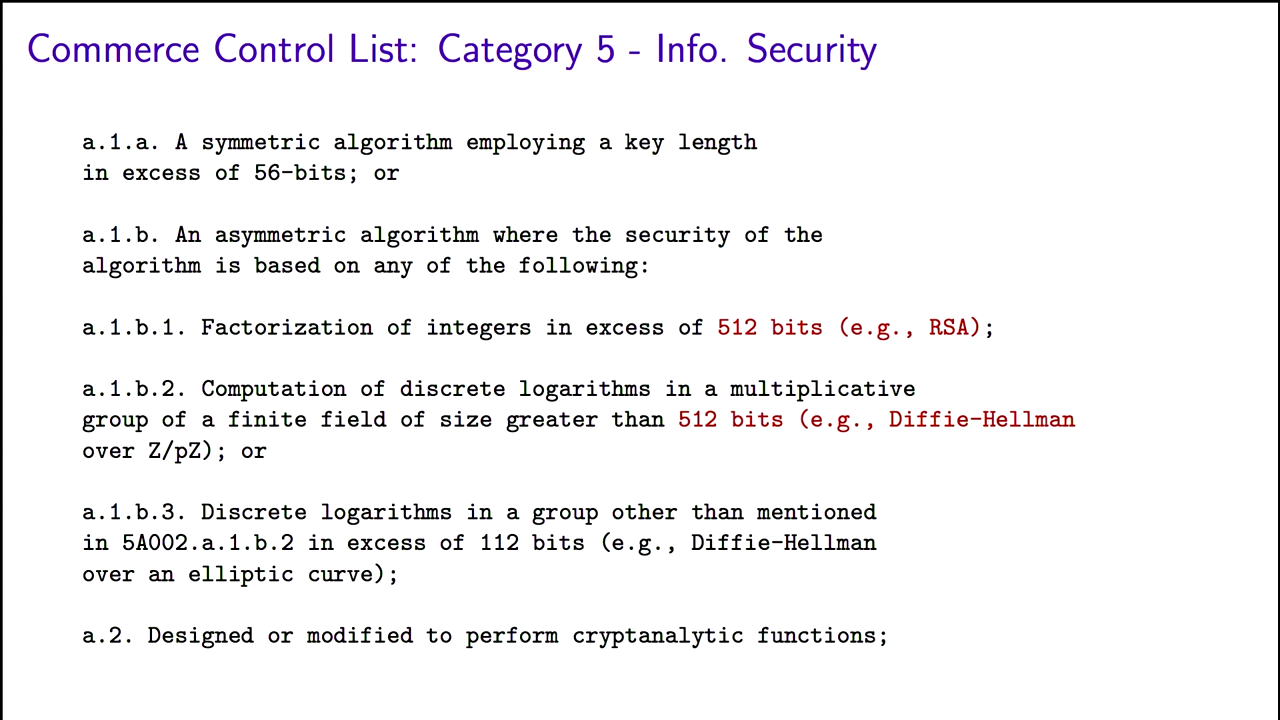 Commerce Control List: Category 5 - Info. Security
a.1.a. A symmetric algorithm employing a key length
in excess of 56-bits; or
a.1.b. An asymmetric algorithm where the security of the
algorithm is based on any of the following:
a.1.b.1. Factorization of integers in excess of 512 bits (e.g., RSA);
a.1.b.2. Computation of discrete logarithms in a multiplicative
group of a finite field of size greater than 512 bits (e.g., Diffie-Hellman
over Z/pZ); or
a.1.b.3. Discrete logarithms in a group other than mentioned
in 5A002.a.1.b.2 in excess of 112 bits (e.g., Diffie-Hellman
over an elliptic curve);
a.2. Designed or modified to perform cryptanalytic functions;